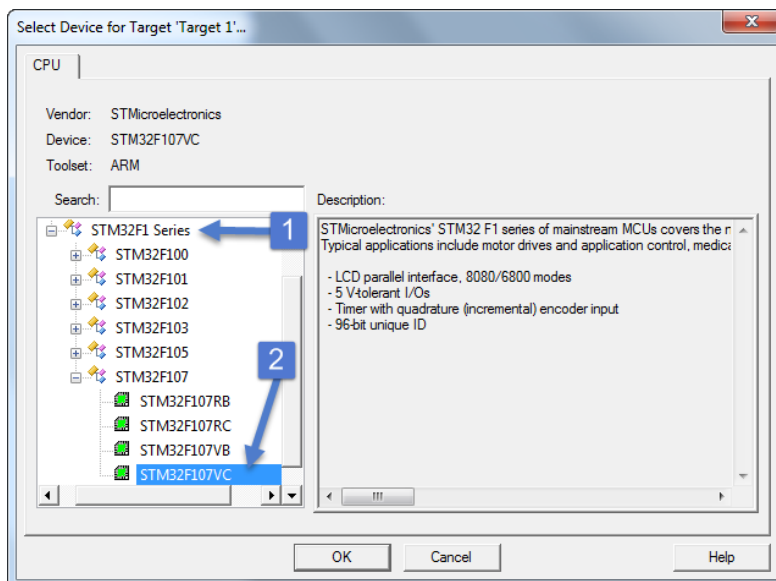 Select Device for Target 'Target 1'...
CPU
Vendor: STMicroelectronics
Device: STM32F107VC
Toolset: ARM
Search:
Description:
STM32F1 Series
1
STM32F100
STM32F101
STM32F102
STM32F103
STM32F105
STM32F107
2
STM32F107RB
STM32F107RC
STM32F107VB
STM32F107VC
STMicroelectronics' STM32 F1 series of mainstream MCUs covers the
Typical applications include motor drives and application control,
- LCD parallel interface, 8080/6800 modes
- 5 V-tolerant I/Os
- Timer with quadrature (incremental) encoder input
- 96-bit unique ID
OK
Cancel
Help